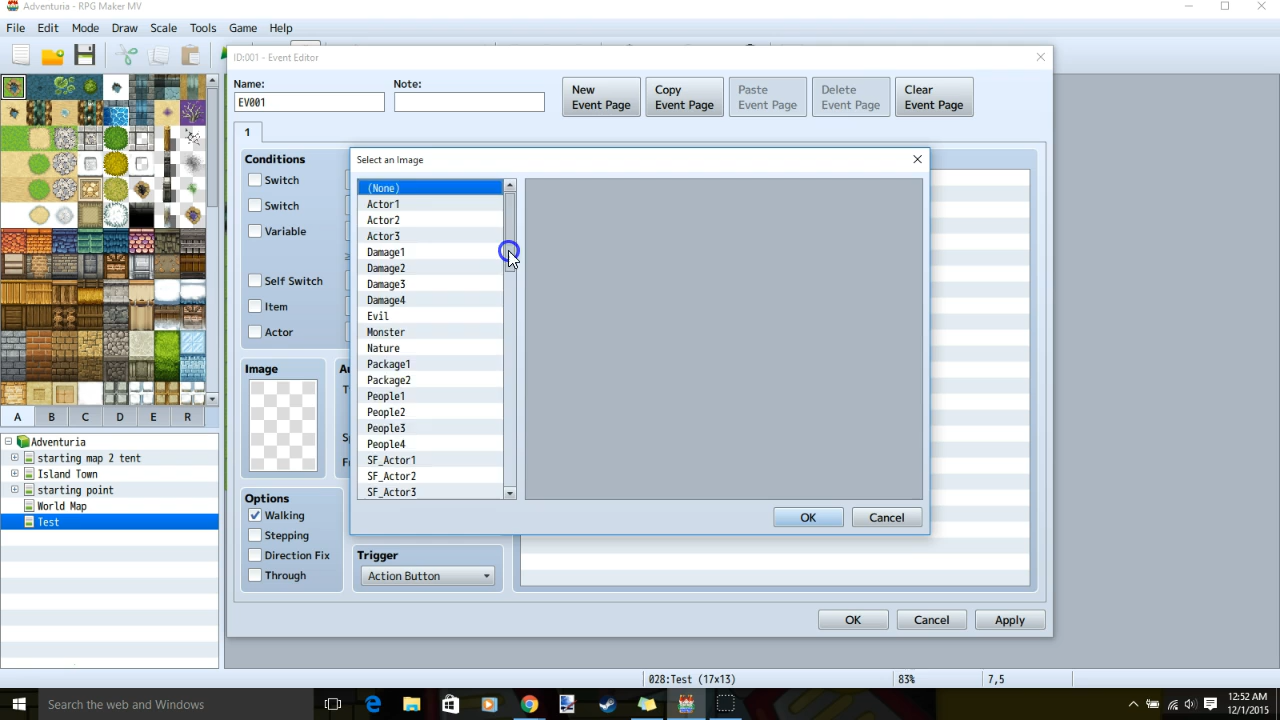 Adventuria - RPG Maker MV
File Edit Mode Draw Scale Tools Game Help
ID:001 - Event Editor
Name: Note:
EV001
New Event Page
Copy Event Page
Paste Event Page
Delete Event Page
Clear Event Page
1
Conditions
Switch
Switch
Variable
Self Switch
Item
Actor
Image
Options
Walking
Stepping
Direction Fix
Through
Trigger
Action Button
Select an Image
(None)
Actor1
Actor2
Actor3
Damage1
Damage2
Damage3
Damage4
Evil
Monster
Nature
Package1
Package2
People1
People2
People3
People4
SF_Actor1
SF_Actor2
SF_Actor3
OK Cancel
OK Cancel Apply
A B C D E R
Adventuria
starting map 2 tent
Island Town
starting point
World Map
Test
028:Test (17x13) 83% 7,5
Search the web and Windows
12:52 AM
12/1/2015